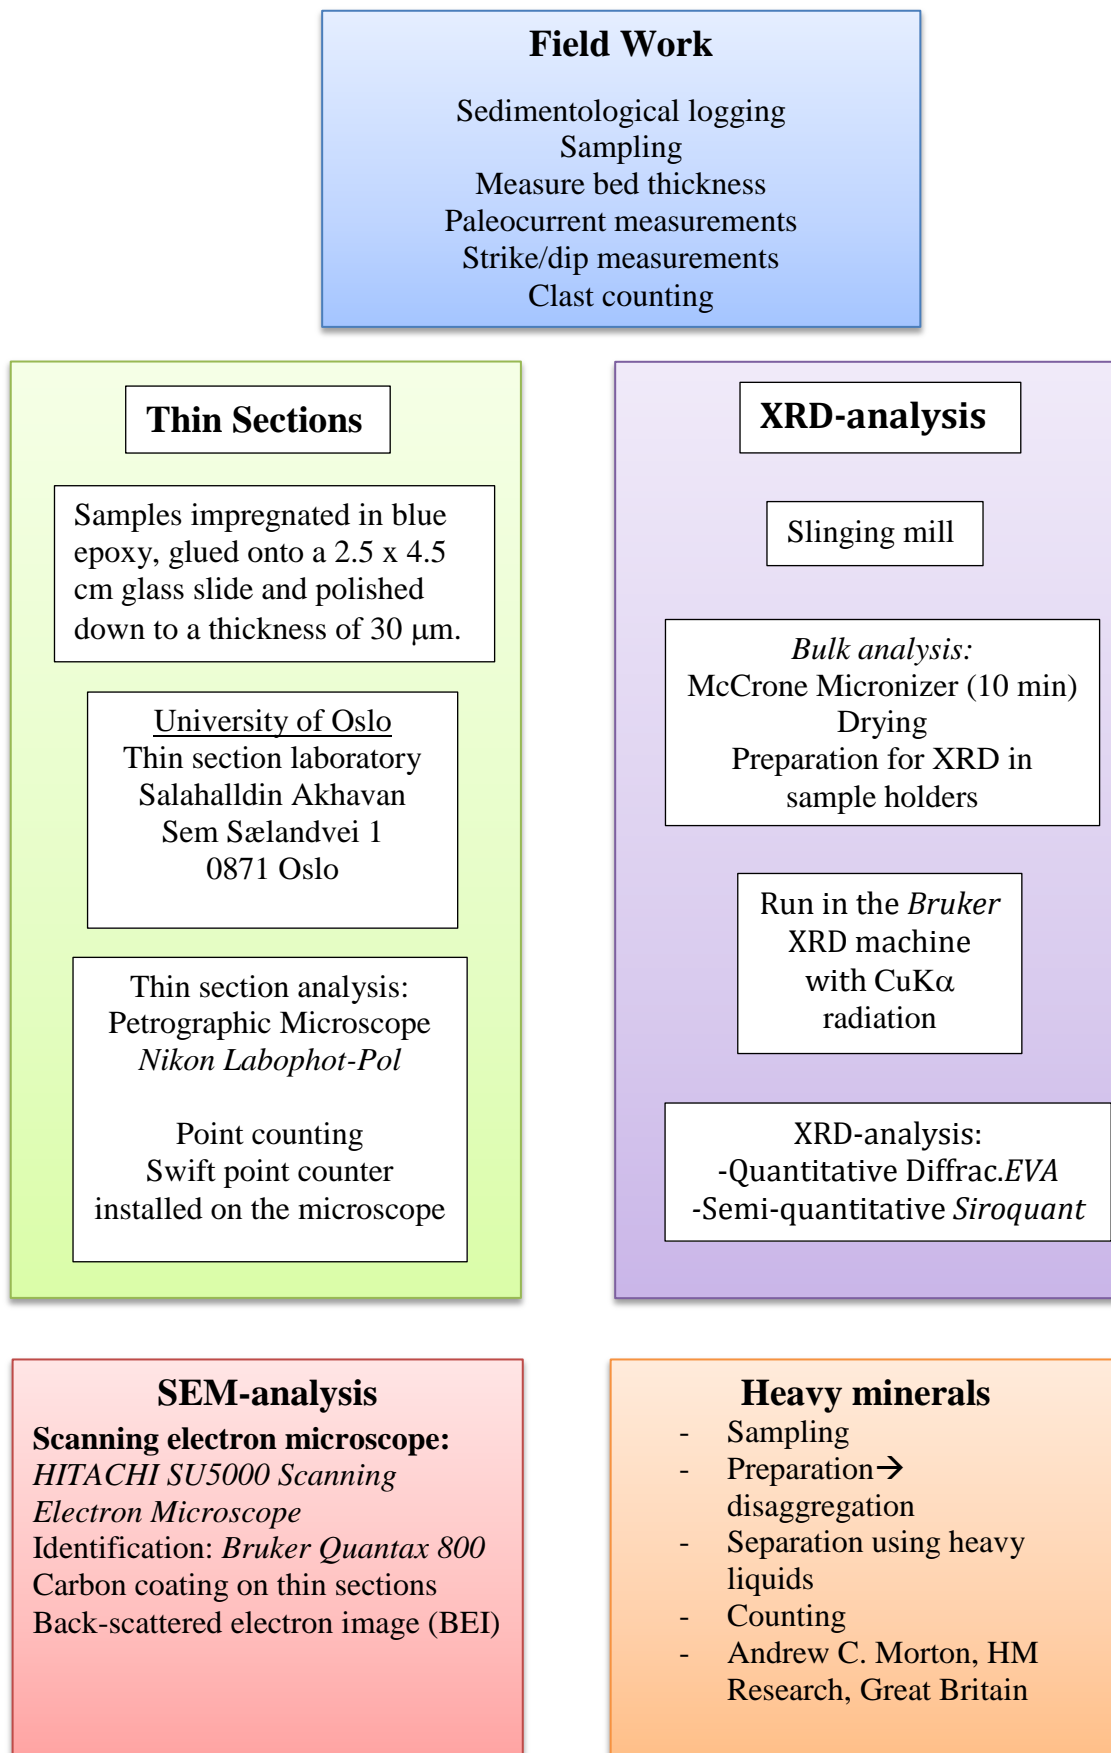 Field Work
Sedimentological logging
Sampling
Measure bed thickness
Paleocurrent measurements
Strike/dip measurements
Clast counting
Thin Sections
Samples impregnated in blue
epoxy, glued onto a 2.5 x 4.5
cm glass slide and polished
down to a thickness of 30 μm.
University of Oslo
Thin section laboratory
Salahalldin Akhavan
Sem Sælandvei 1
0871 Oslo
Thin section analysis:
Petrographic Microscope
Nikon Labophot-Pol
Point counting
Swift point counter
installed on the microscope
XRD-analysis
Slinging mill
Bulk analysis:
McCrone Micronizer (10 min)
Drying
Preparation for XRD in
sample holders
Run in the Bruker
XRD machine
with CuKα
radiation
XRD-analysis:
-Quantitative Diffrac.EVA
-Semi-quantitative Siroquant
SEM-analysis
Scanning electron microscope:
HITACHI SU5000 Scanning
Electron Microscope
Identification: Bruker Quantax 800
Carbon coating on thin sections
Back-scattered electron image (BEI)
Heavy minerals
- Sampling
- Preparation→
disaggregation
- Separation using heavy
liquids
- Counting
- Andrew C. Morton, HM
Research, Great Britain